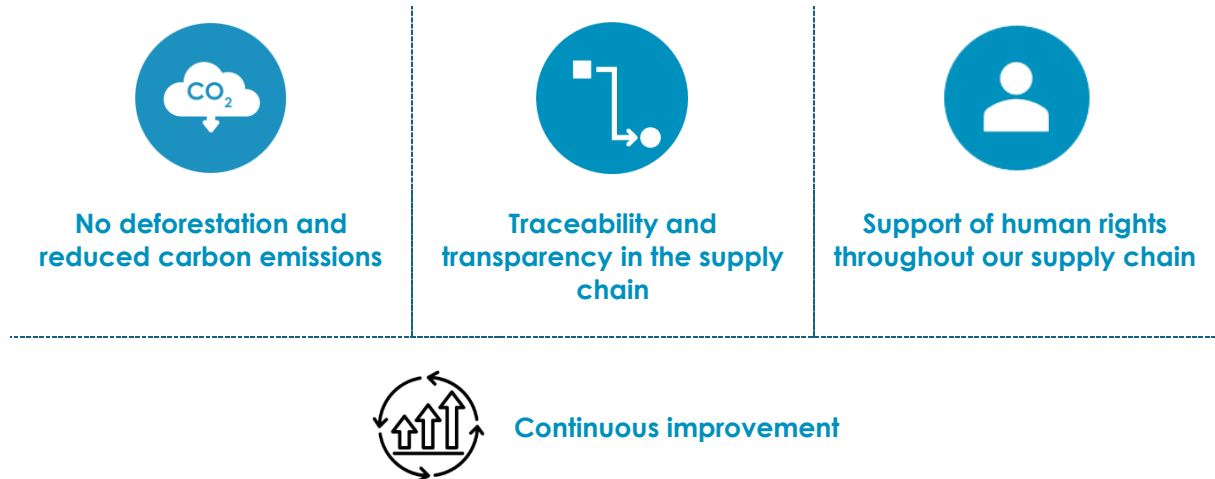 CO₂
No deforestation and
reduced carbon emissions
Traceability and
transparency in the supply
chain
Support of human rights
throughout our supply chain
Continuous improvement